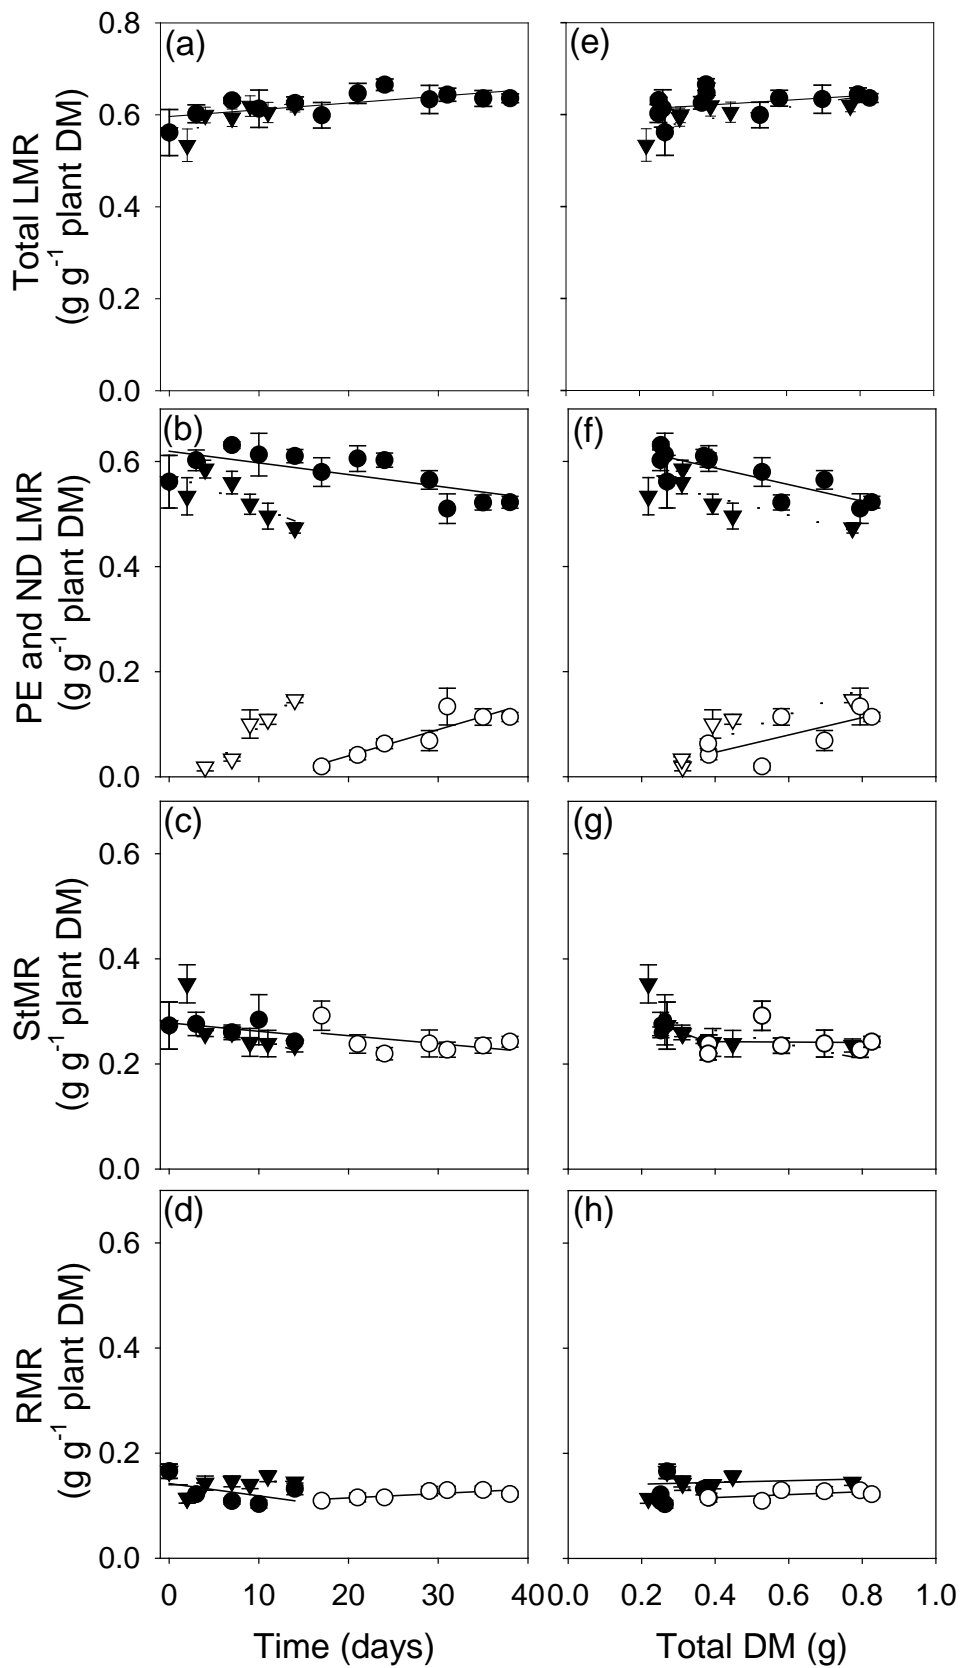 (a)
(e)
0.8
0.6
0.4
0.2
0.0
Total LMR
(g g⁻¹ plant DM)
(b)
(f)
0.6
0.4
0.2
0.0
PE and ND LMR
(g g⁻¹ plant DM)
(c)
(g)
0.6
0.4
0.2
0.0
StMR
(g g⁻¹ plant DM)
(d)
(h)
0.6
0.4
0.2
0.0
RMR
(g g⁻¹ plant DM)
0 10 20 30 40 0.0 0.2 0.4 0.6 0.8 1.0
Time (days) Total DM (g)